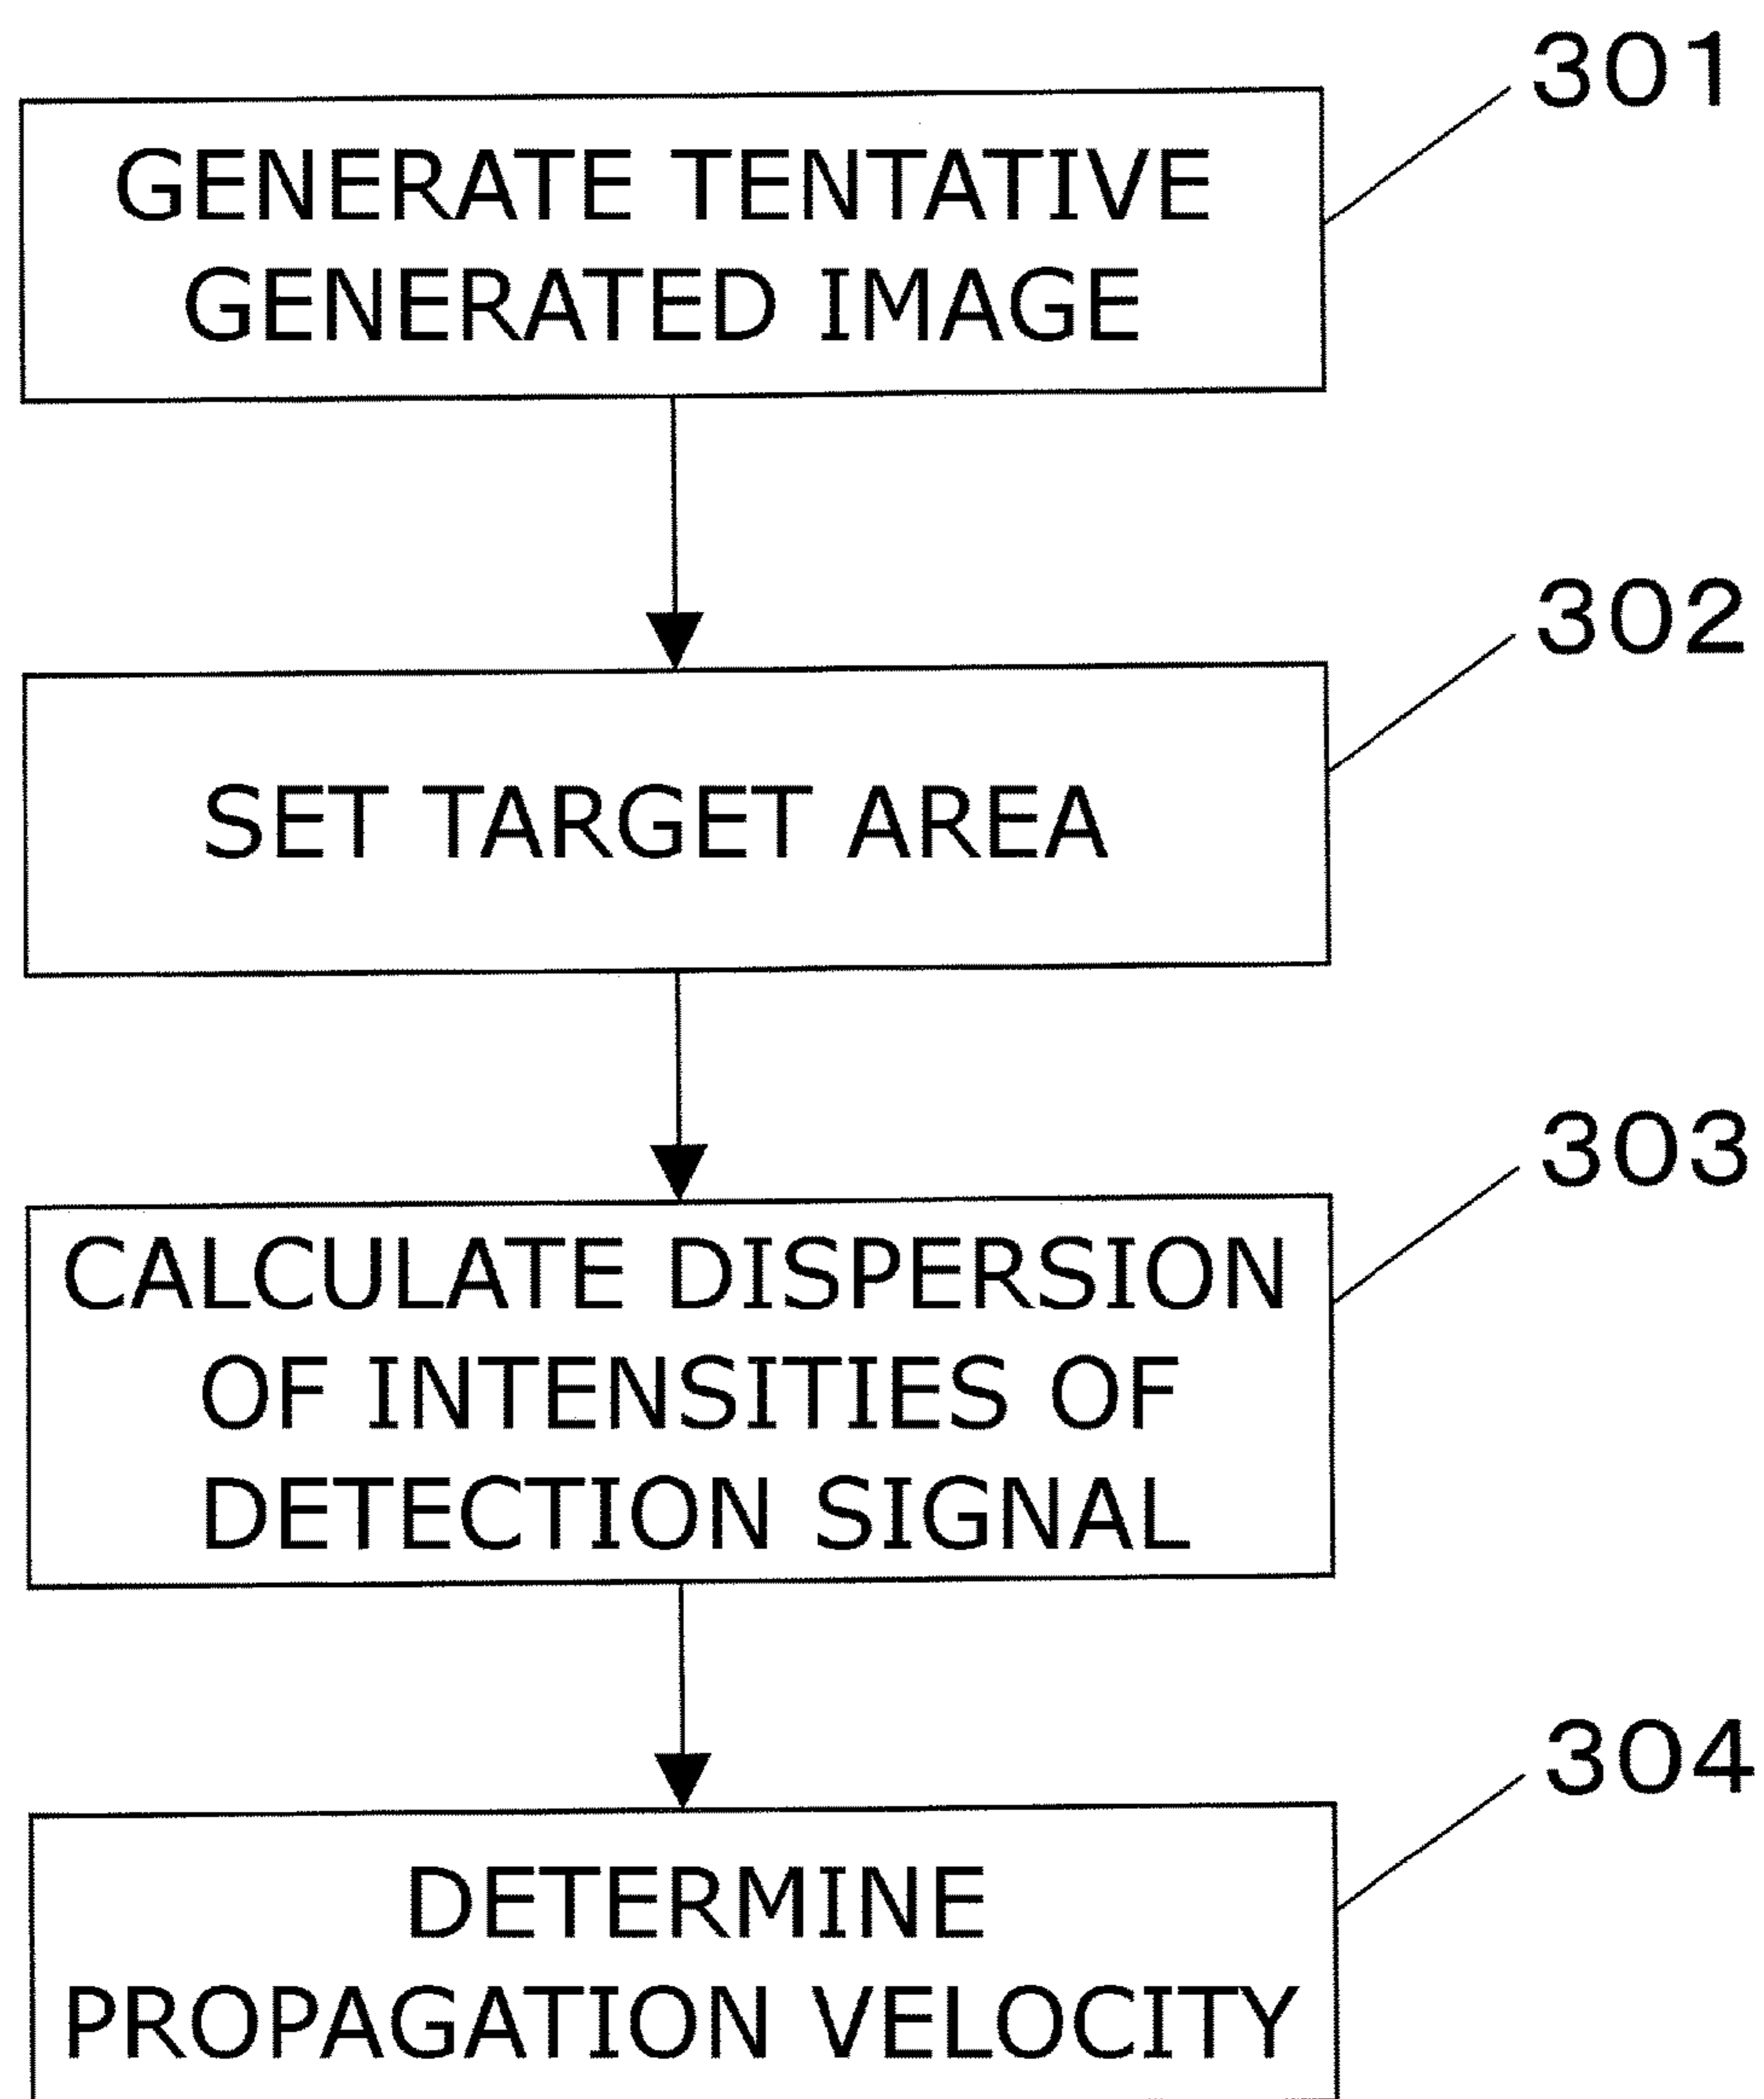 301
GENERATE TENTATIVE
GENERATED IMAGE
302
SET TARGET AREA
303
CALCULATE DISPERSION
OF INTENSITIES OF
DETECTION SIGNAL
304
DETERMINE
PROPAGATION VELOCITY